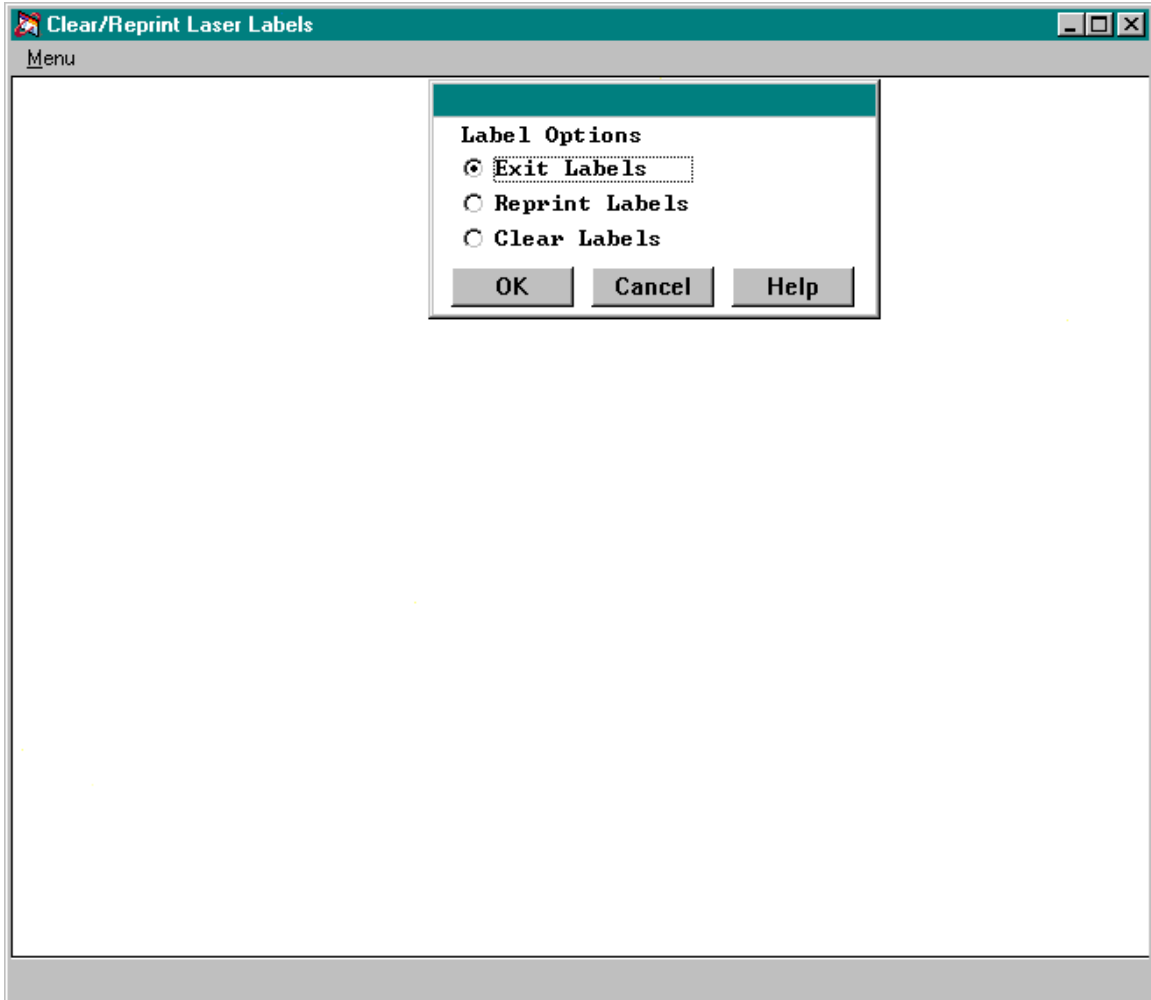 Clear/Reprint Laser Labels
Menu
Label Options
Exit Labels
Reprint Labels
Clear Labels
OK Cancel Help